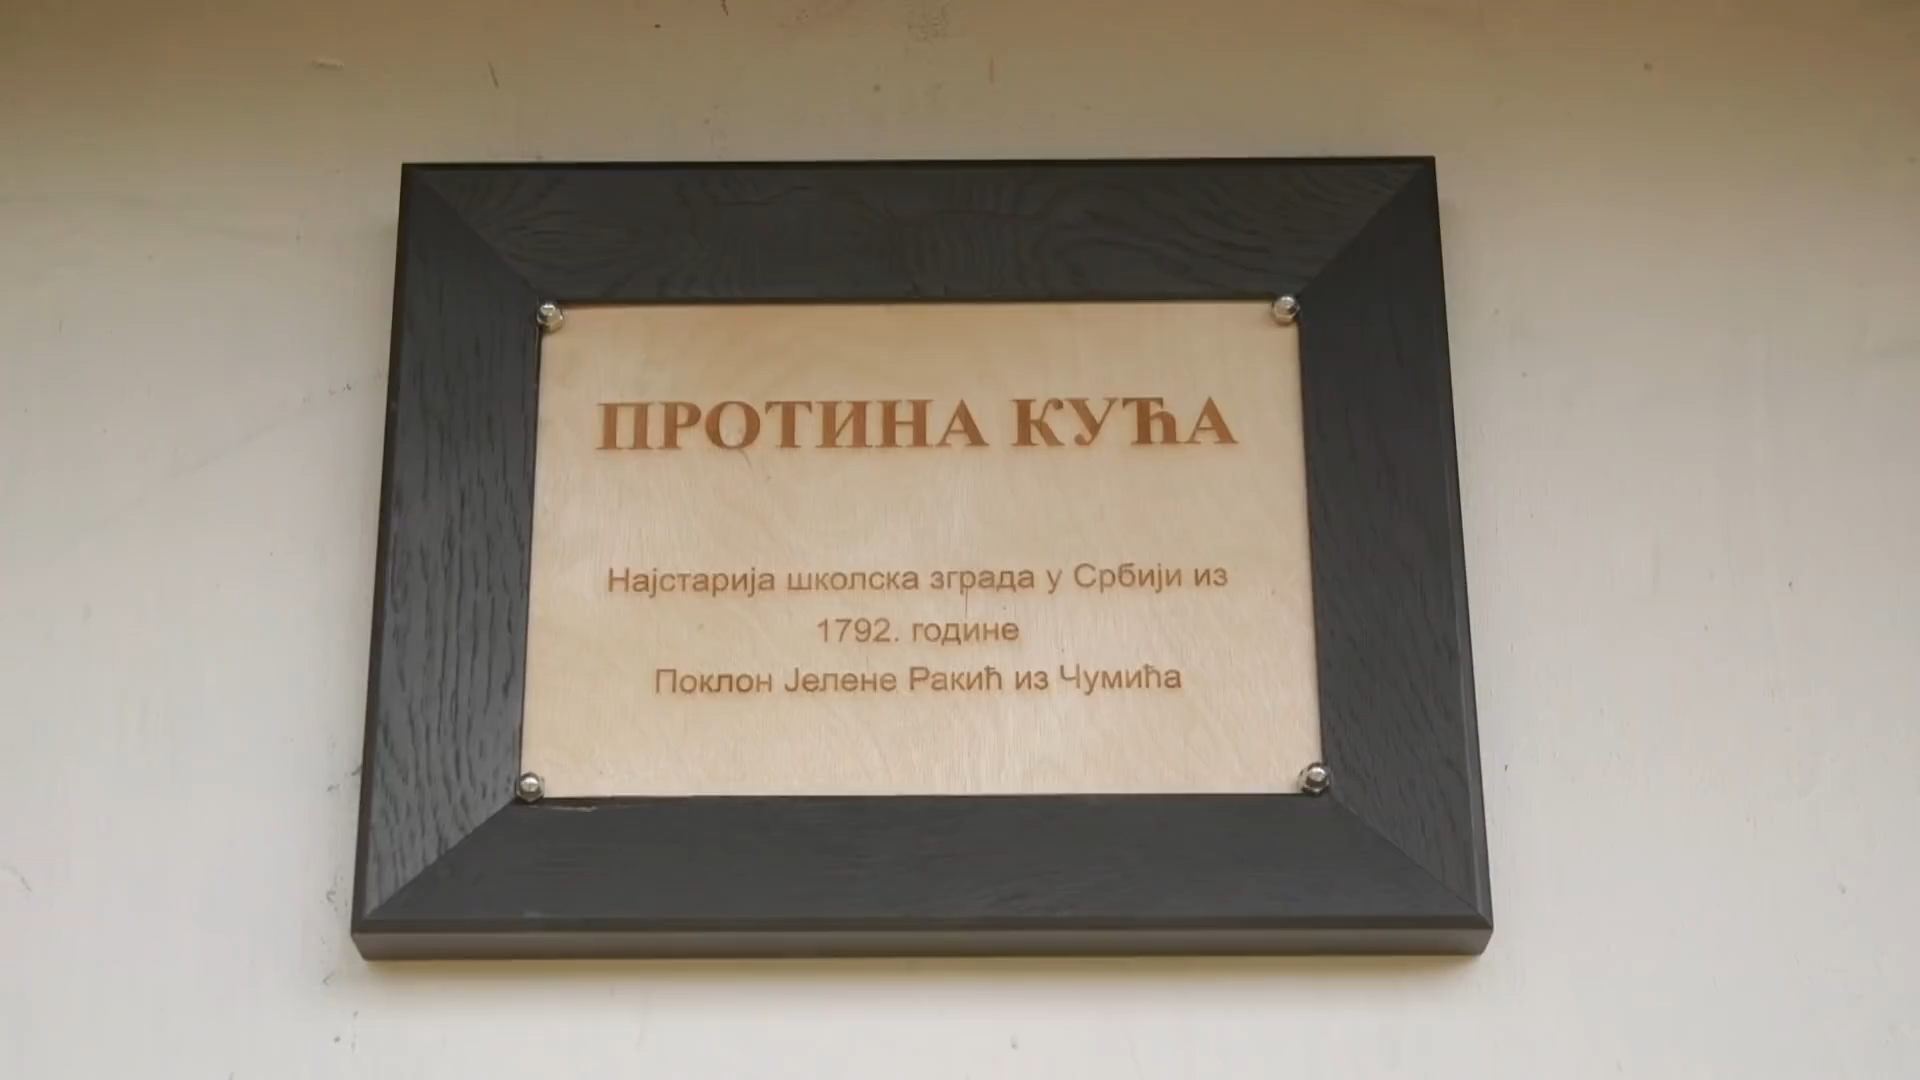 ПРОТИНА КУЋА
Најстарија школска зграда у Србији из
1792. године
Поклон Јелене Ракић из Чумића